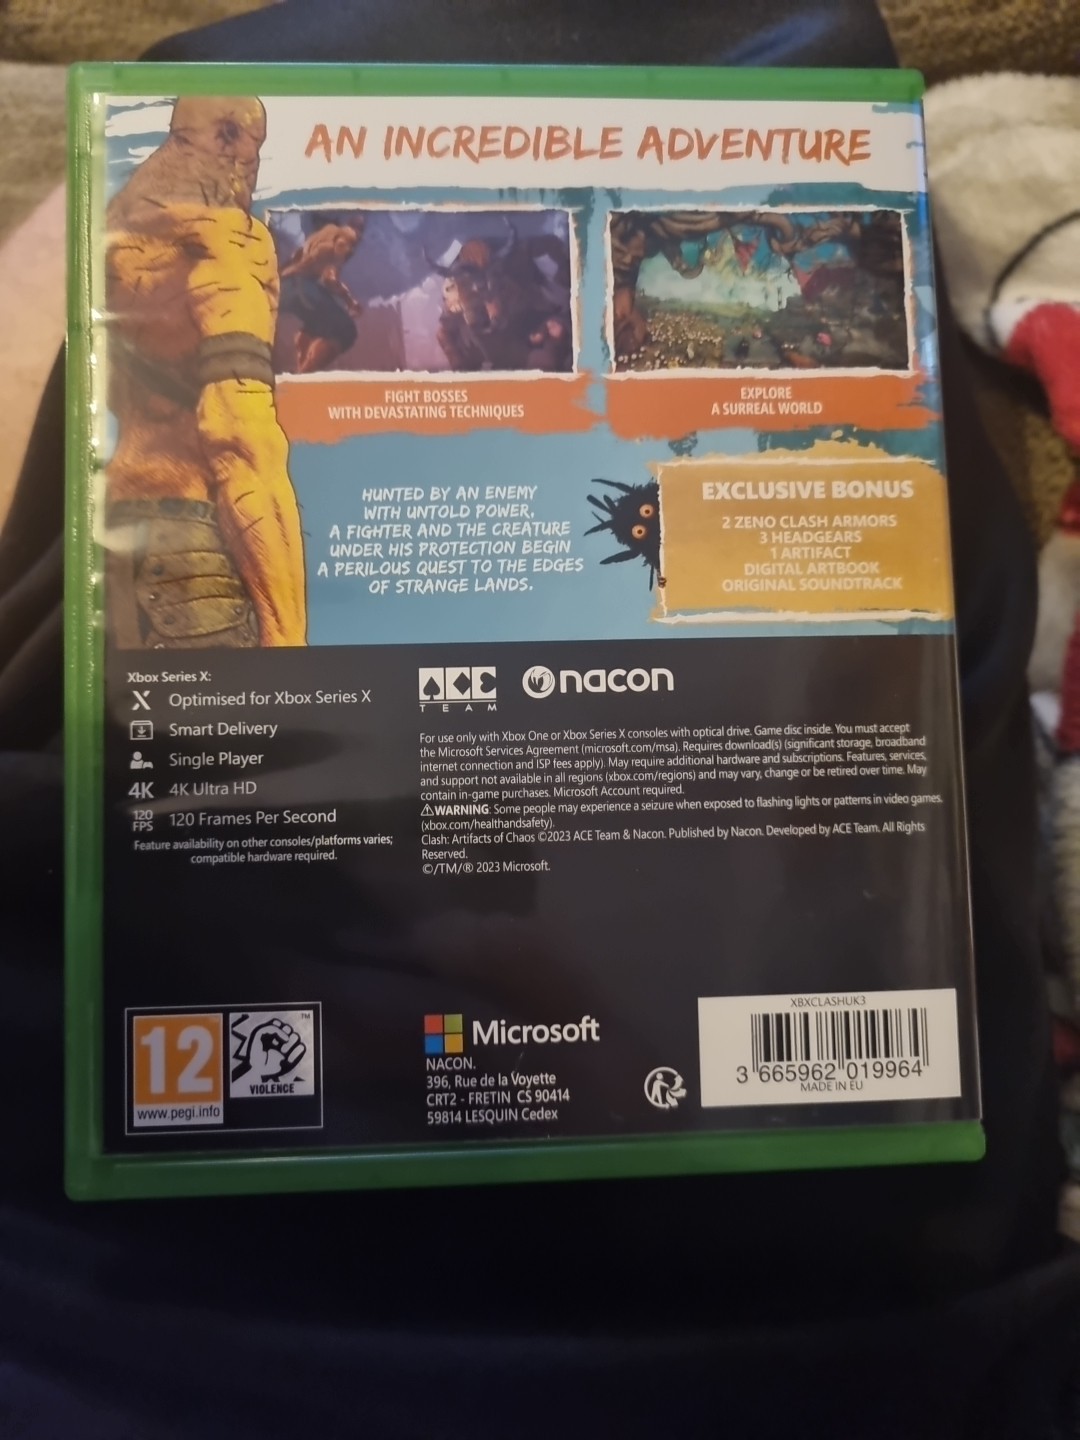 AN INCREDIBLE ADVENTURE
FIGHT BOSSES
WITH DEVASTATING TECHNIQUES
EXPLORE
A SURREAL WORLD
HUNTED BY AN ENEMY
WITH UNTOLD POWER,
A FIGHTER AND THE CREATURE
UNDER HIS PROTECTION BEGIN
A PERILOUS QUEST TO THE EDGES
OF STRANGE LANDS.
EXCLUSIVE BONUS
2 ZENO CLASH ARMORS
3 HEADGEARS
1 ARTIFACT
DIGITAL ARTBOOK
ORIGINAL SOUNDTRACK
Xbox Series X:
X Optimised for Xbox Series X
Smart Delivery
Single Player
4K 4K Ultra HD
120 FPS 120 Frames Per Second
Feature availability on other consoles/platforms varies;
compatible hardware required.
ACE
TEAM
nacon
For use only with Xbox One or Xbox Series X consoles with optical drive. Game disc inside. You must accept
the Microsoft Services Agreement (microsoft.com/msa). Requires download(s) (significant storage, broadband
internet connection and ISP fees apply). May require additional hardware and subscriptions. Features, services,
and support not available in all regions (xbox.com/regions) and may vary, change or be retired over time. May
contain in-game purchases. Microsoft Account required.
⚠WARNING: Some people may experience a seizure when exposed to flashing lights or patterns in video games.
(xbox.com/healthandsafety).
Clash: Artifacts of Chaos ©2023 ACE Team & Nacon. Published by Nacon. Developed by ACE Team. All Rights
Reserved.
©/TM/® 2023 Microsoft.
12
www.pegi.info
TM
VIOLENCE
Microsoft
NACON.
396, Rue de la Voyette
CRT2 - FRETIN CS 90414
59814 LESQUIN Cedex
XBXCLASHUK3
3 665962 019964
MADE IN EU